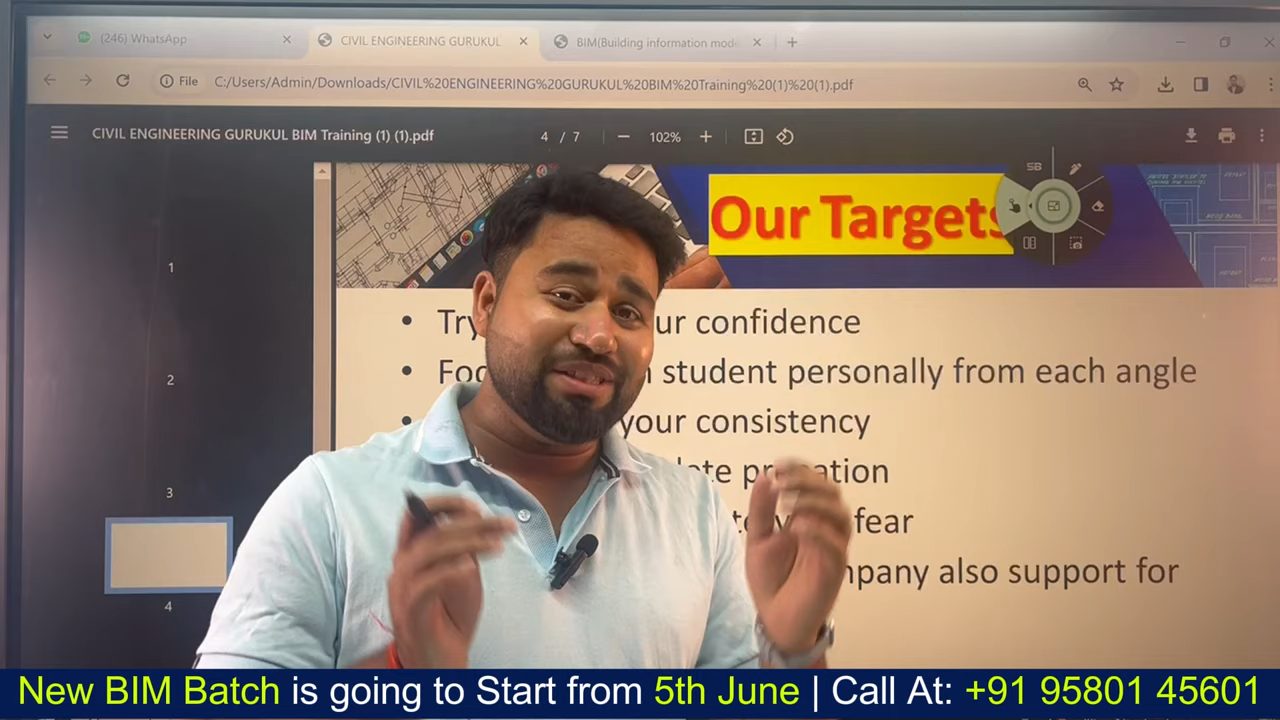 (246) WhatsApp
CIVIL ENGINEERING GURUKUL
BIM(Building information mode
File
C:/Users/Admin/Downloads/CIVIL%20ENGINEERING%20GURUKUL%20BIM%20Training%20(1)%20(1).pdf
CIVIL ENGINEERING GURUKUL BIM Training (1) (1).pdf
4 / 7
102%
SB
Our Targets
1
2
3
4
• Try ur confidence
• student personally from each angle
• your consistency
fear
also support for
New BIM Batch is going to Start from 5th June | Call At: +91 95801 45601